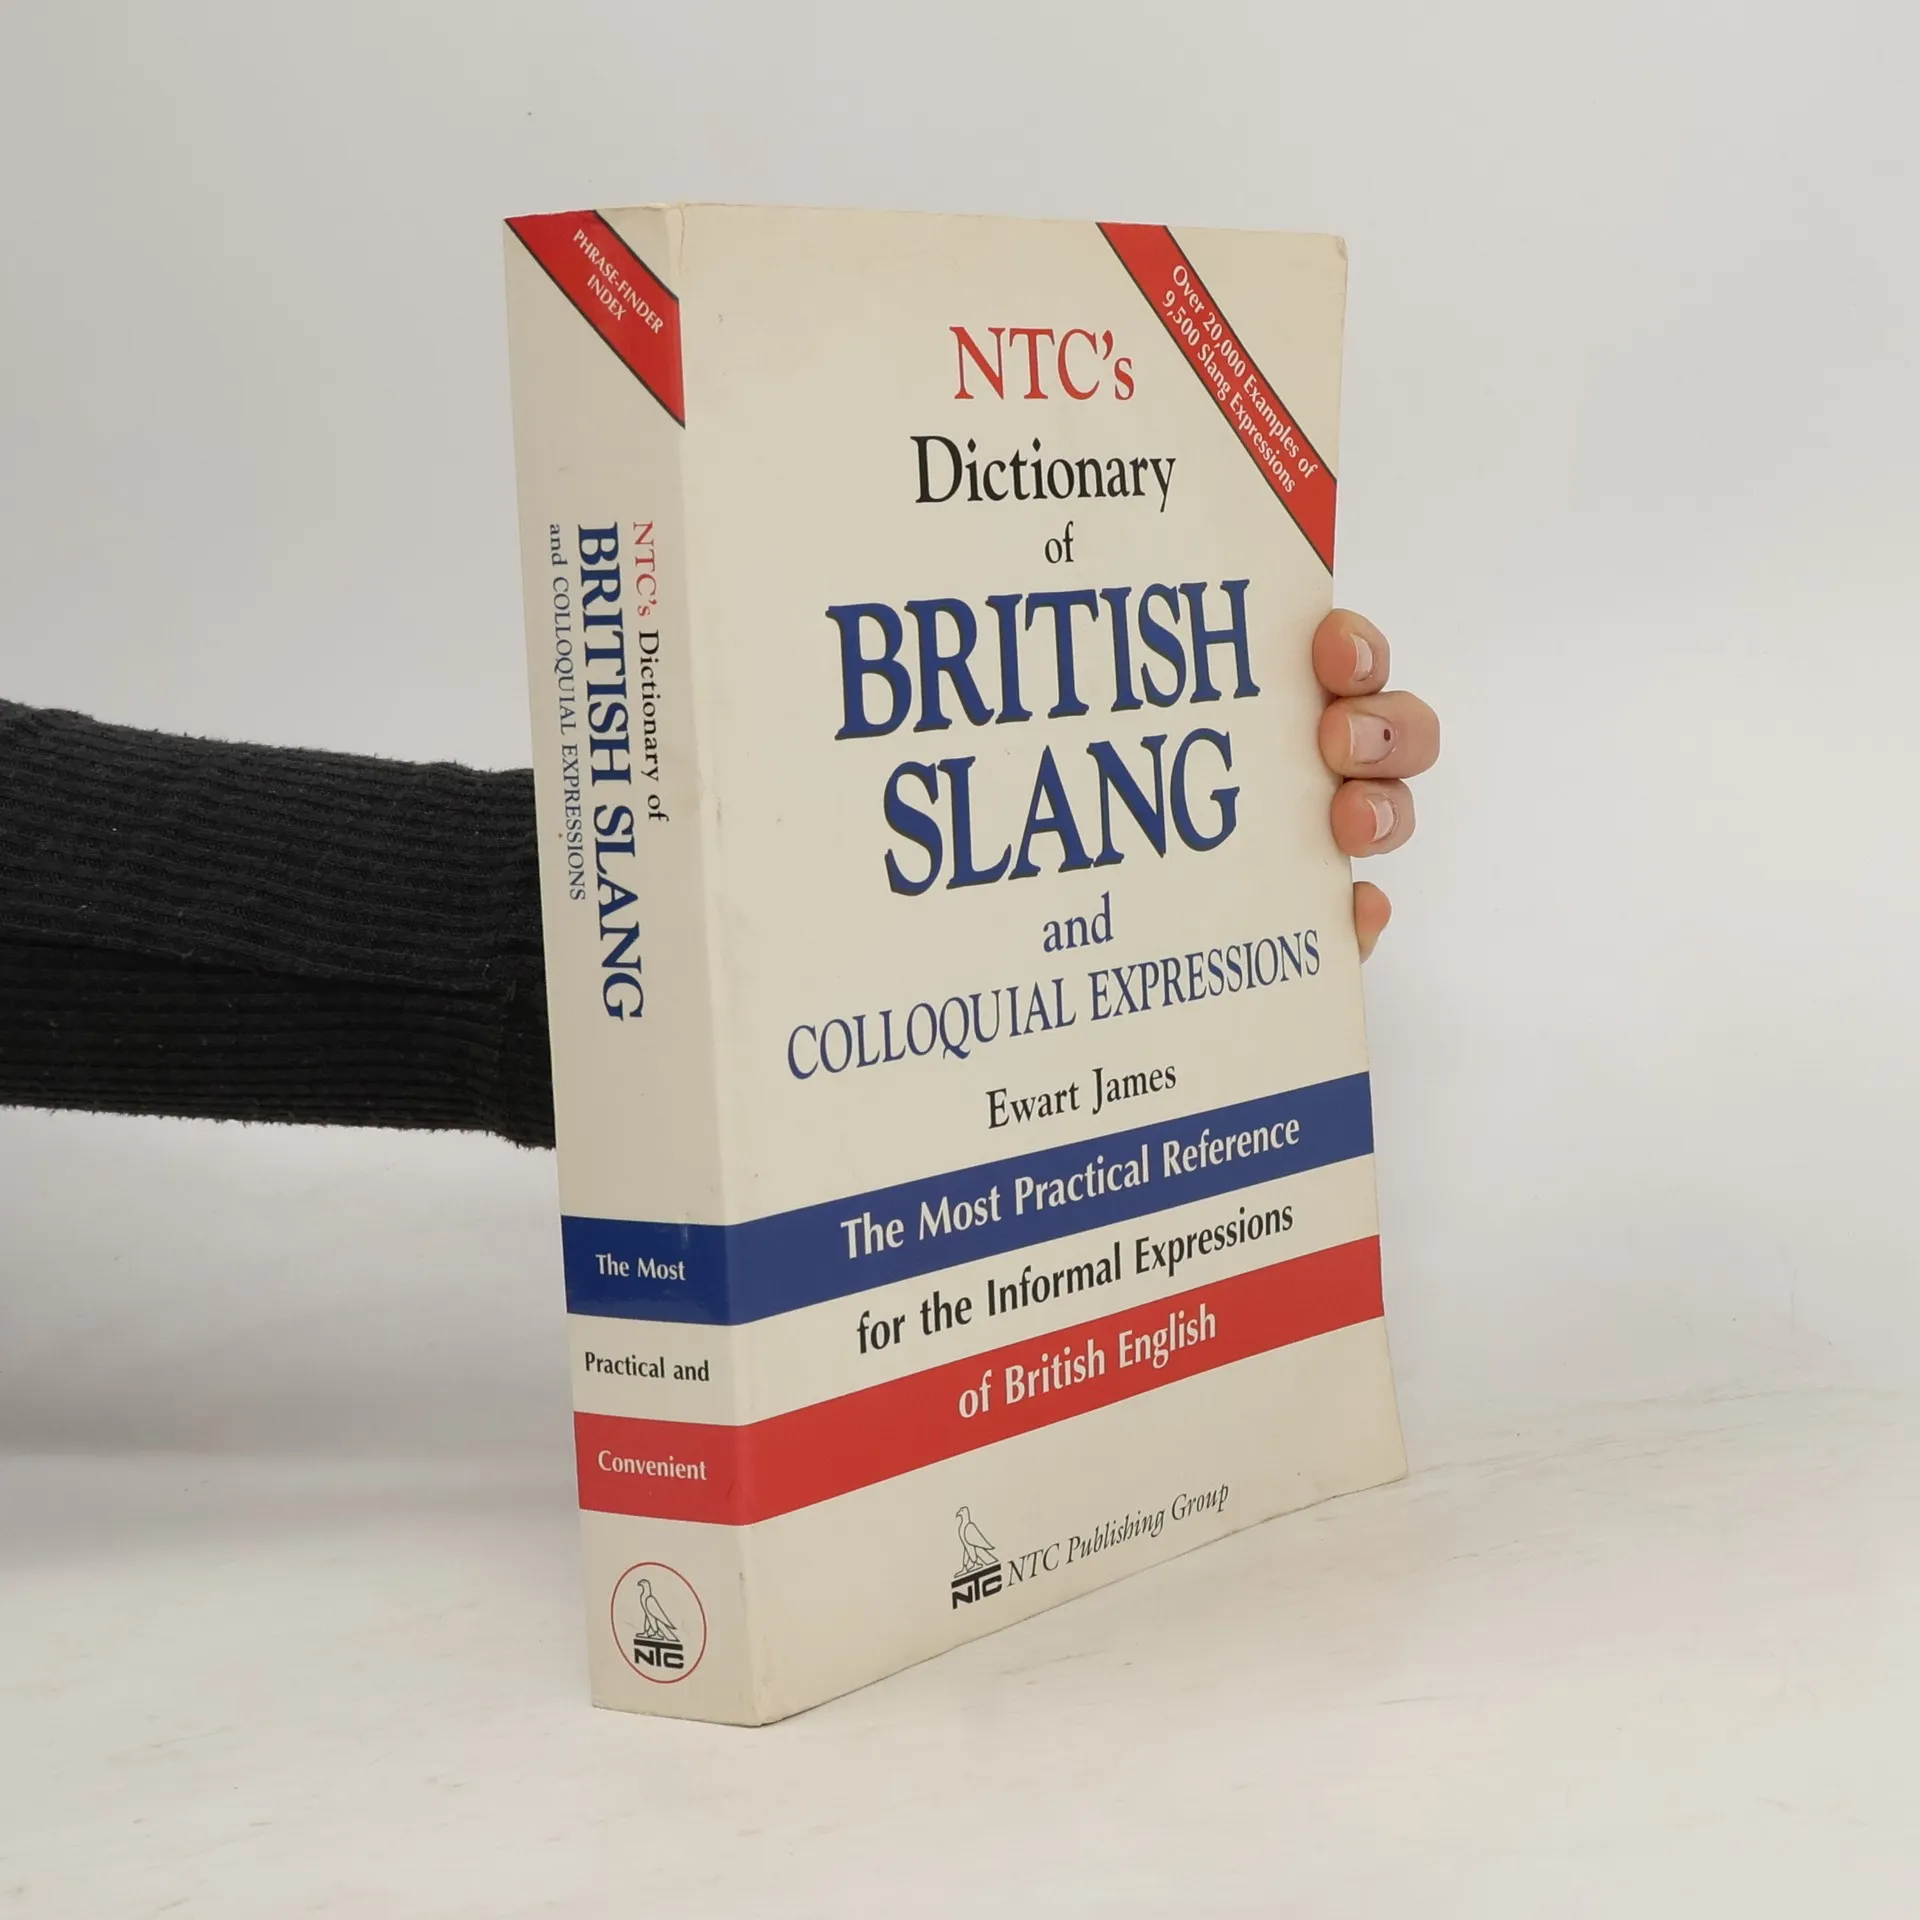 PHRASE-FINDER
INDEX
NTC's Dictionary of
BRITISH SLANG
and COLLOQUIAL EXPRESSIONS
The Most
Practical and
Convenient
NTC
Over 20,000 Examples of
9,500 Slang Expressions
NTC's
Dictionary
of
BRITISH
SLANG
and
COLLOQUIAL EXPRESSIONS
Ewart James
The Most Practical Reference
for the Informal Expressions
of British English
NTC NTC Publishing Group